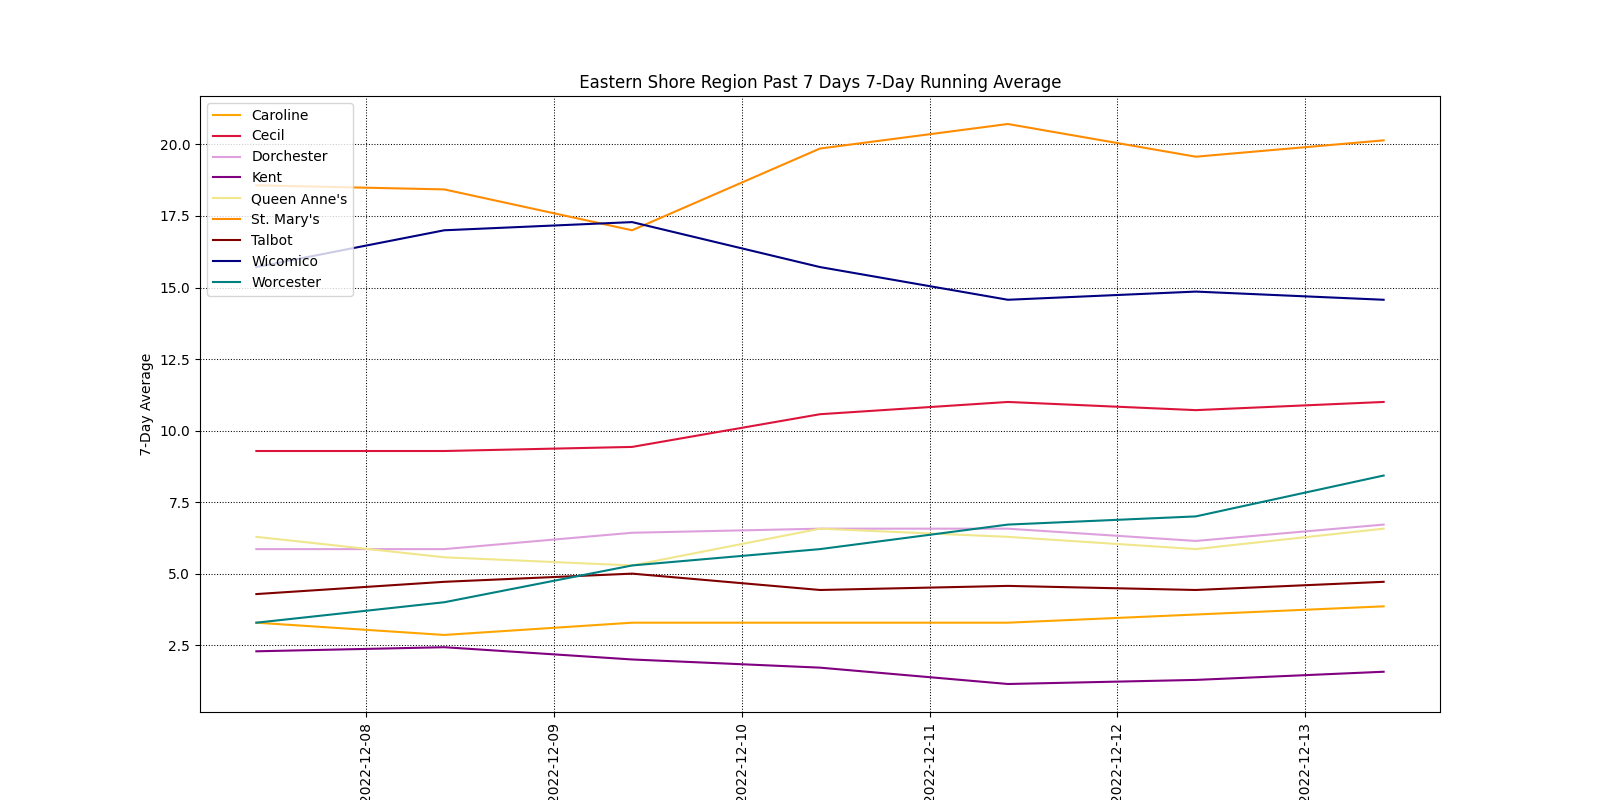 Eastern Shore Region Past 7 Days 7-Day Running Average
Caroline
Cecil
Dorchester
Kent
Queen Anne's
St. Mary's
Talbot
Wicomico
Worcester
20.0
17.5
15.0
12.5
10.0
7.5
5.0
2.5
7-Day Average
2022-12-08
2022-12-09
2022-12-10
2022-12-11
2022-12-12
2022-12-13